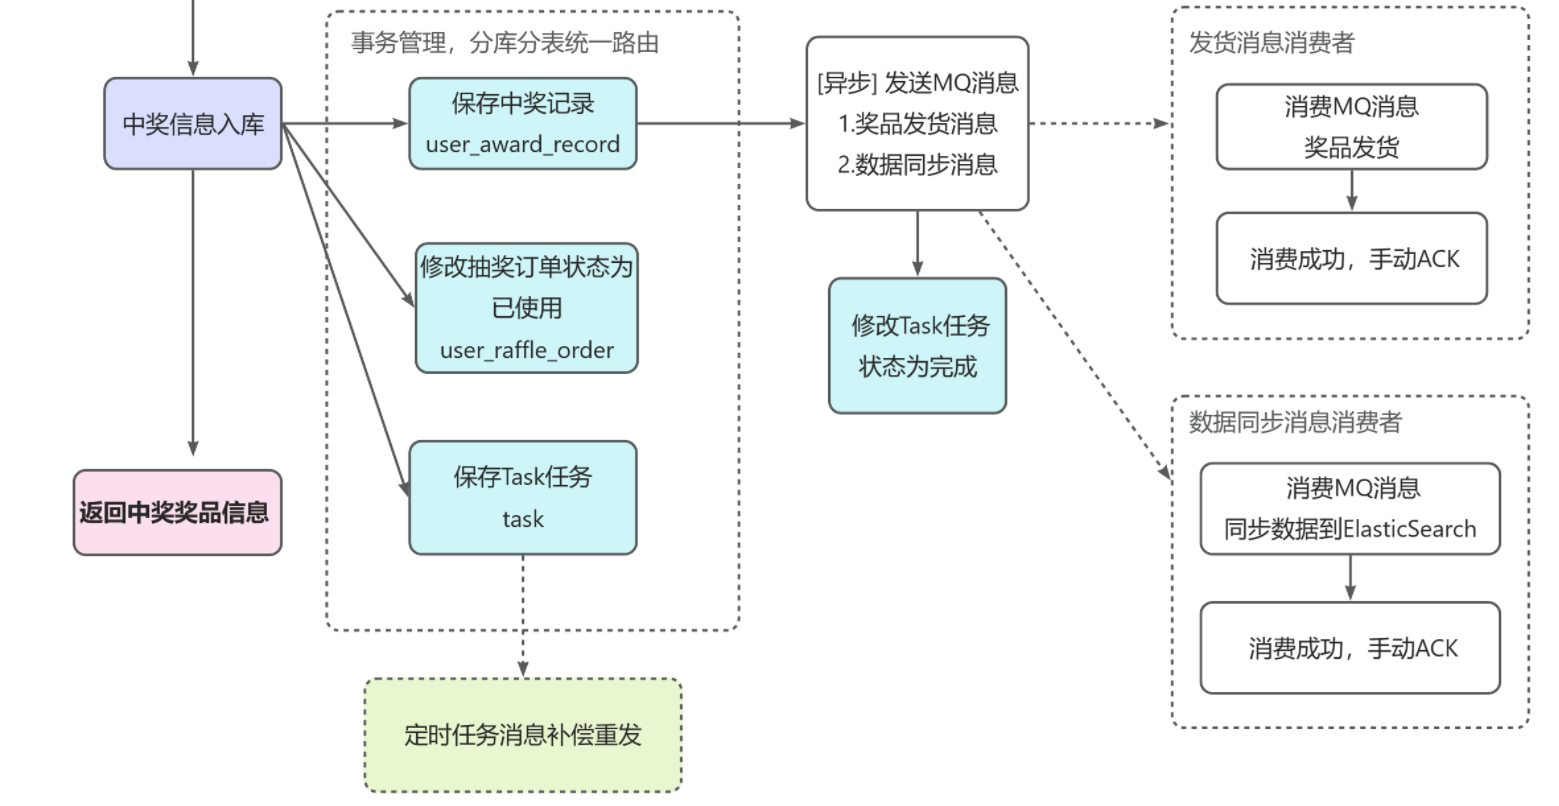 事务管理，分库分表统一路由
中奖信息入库
保存中奖记录
user_award_record
修改抽奖订单状态为
已使用
user_raffle_order
保存Task任务
task
返回中奖奖品信息
定时任务消息补偿重发
[异步] 发送MQ消息
1.奖品发货消息
2.数据同步消息
修改Task任务
状态为完成
发货消息消费者
消费MQ消息
奖品发货
消费成功，手动ACK
数据同步消息消费者
消费MQ消息
同步数据到ElasticSearch
消费成功，手动ACK